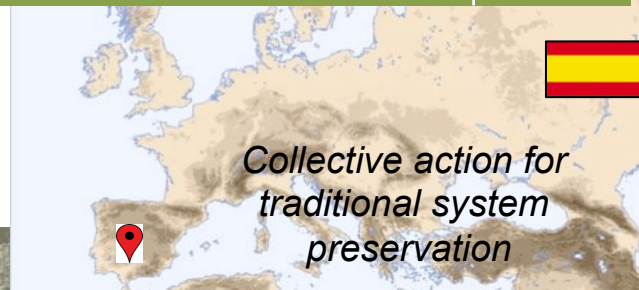 Collective action for
traditional system
preservation